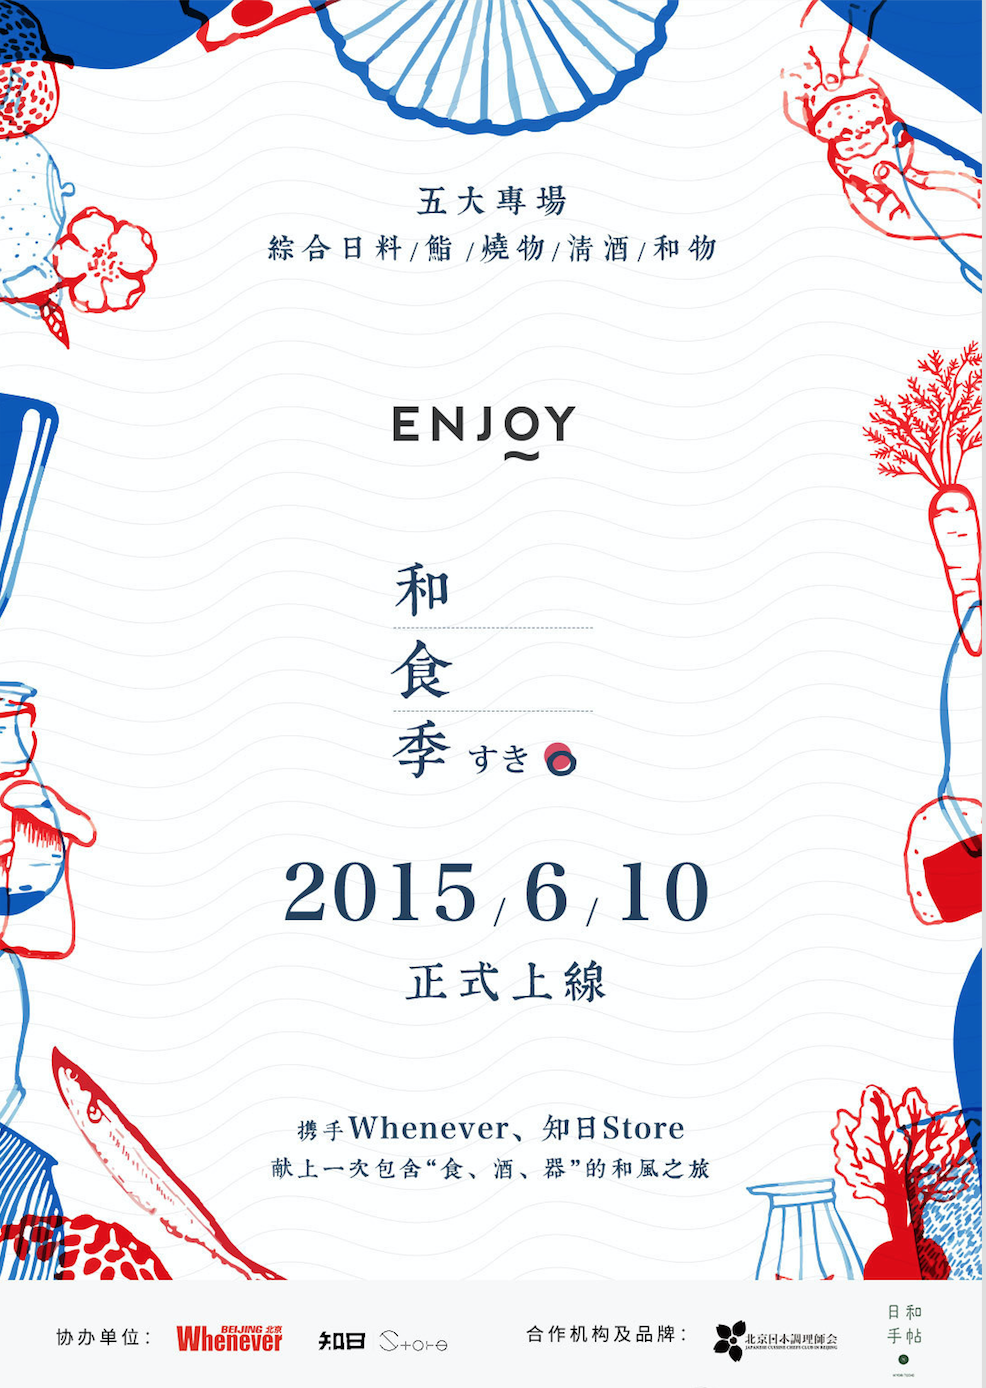 五大專場
綜合日料/鮨/燒物/清酒/和物
ENJOY
和
食
季 すき
2015/6/10
正式上線
携手Whenever、知日Store
献上一次包含“食、酒、器”的和風之旅
协办单位：
BEIJING 北京
Whenever
知日 Store
合作机构及品牌：
北京日本調理師会
JAPANESE CUISINE CHEFS CLUB IN BEIJING
日和
手帖